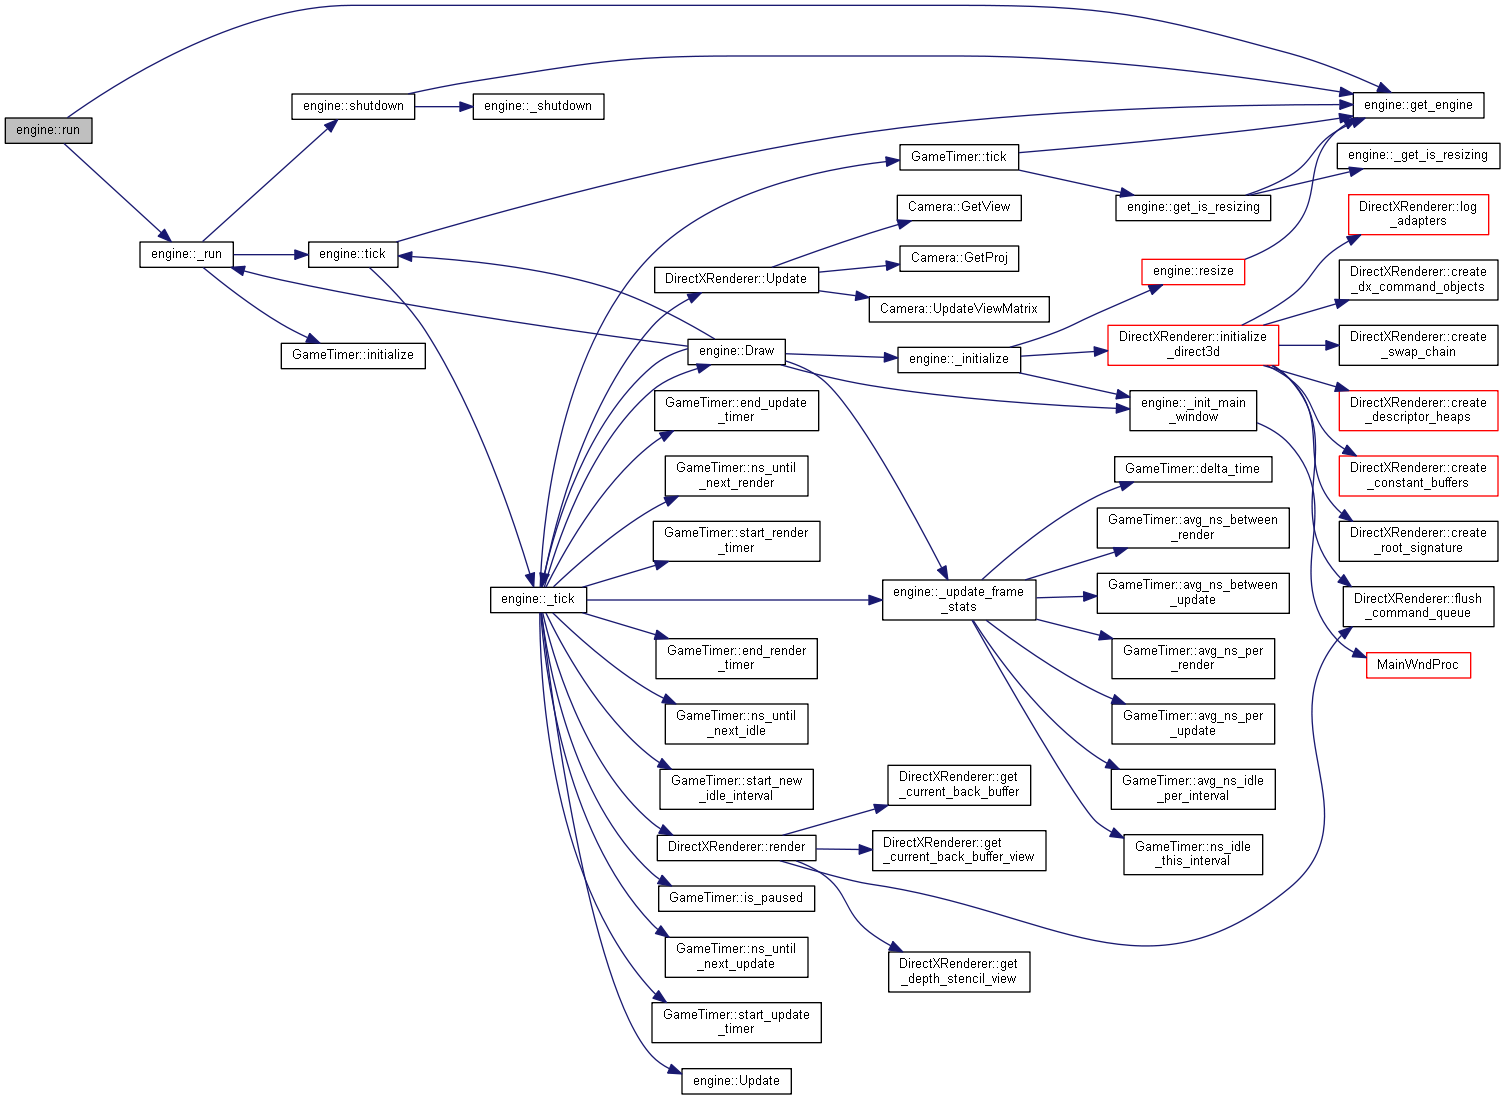 engine::run
engine::_run
engine::shutdown
engine::_shutdown
engine::tick
GameTimer::initialize
engine::_tick
DirectXRenderer::Update
engine::Draw
GameTimer::end_update
_timer
GameTimer::ns_until
_next_render
GameTimer::start_render
_timer
GameTimer::end_render
_timer
GameTimer::ns_until
_next_idle
GameTimer::start_new
_idle_interval
DirectXRenderer::render
GameTimer::is_paused
GameTimer::ns_until
_next_update
GameTimer::start_update
_timer
engine::Update
GameTimer::tick
Camera::GetView
Camera::GetProj
Camera::UpdateViewMatrix
engine::_initialize
engine::_update_frame
_stats
DirectXRenderer::get
_current_back_buffer
DirectXRenderer::get
_current_back_buffer_view
DirectXRenderer::get
_depth_stencil_view
engine::get_is_resizing
engine::resize
DirectXRenderer::initialize
_direct3d
engine::_init_main
_window
GameTimer::delta_time
GameTimer::avg_ns_between
_render
GameTimer::avg_ns_between
_update
GameTimer::avg_ns_per
_render
GameTimer::avg_ns_per
_update
GameTimer::avg_ns_idle
_per_interval
GameTimer::ns_idle
_this_interval
engine::get_engine
engine::_get_is_resizing
DirectXRenderer::log
_adapters
DirectXRenderer::create
_dx_command_objects
DirectXRenderer::create
_swap_chain
DirectXRenderer::create
_descriptor_heaps
DirectXRenderer::create
_constant_buffers
DirectXRenderer::create
_root_signature
DirectXRenderer::flush
_command_queue
MainWndProc